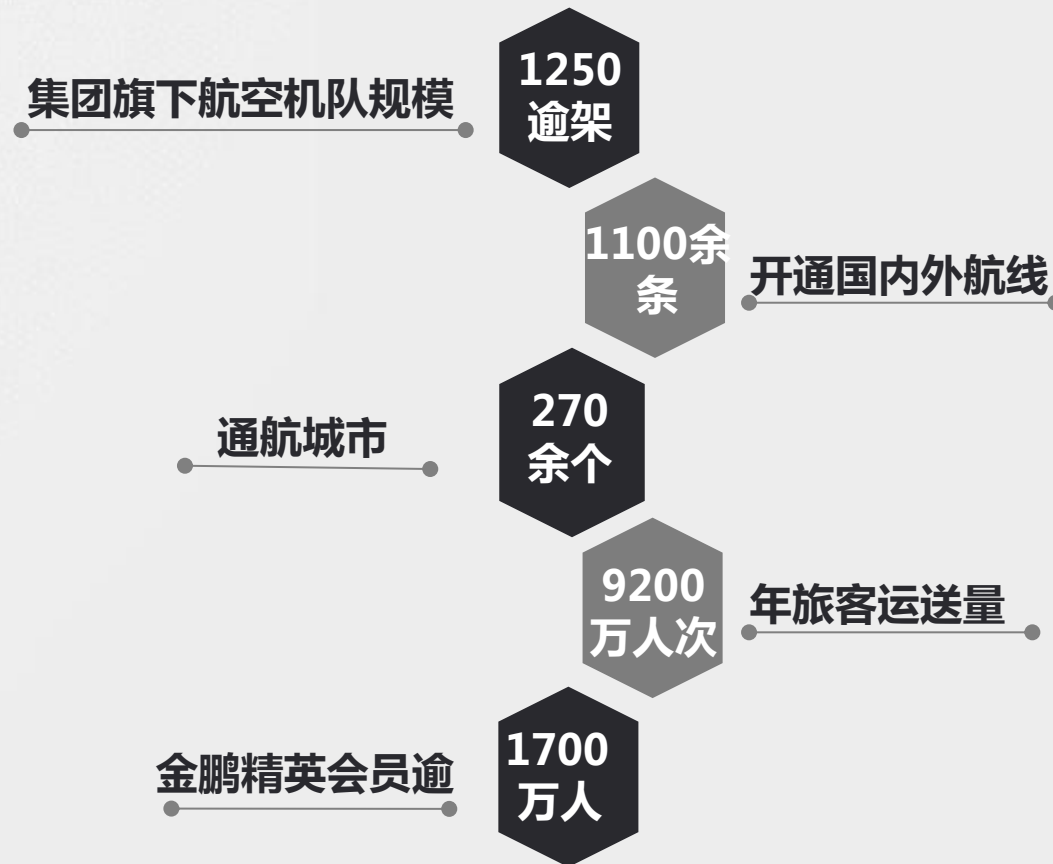 集团旗下航空机队规模
1250
逾架
1100余
条
开通国内外航线
通航城市
270
余个
9200
万人次
年旅客运送量
金鹏精英会员逾
1700
万人